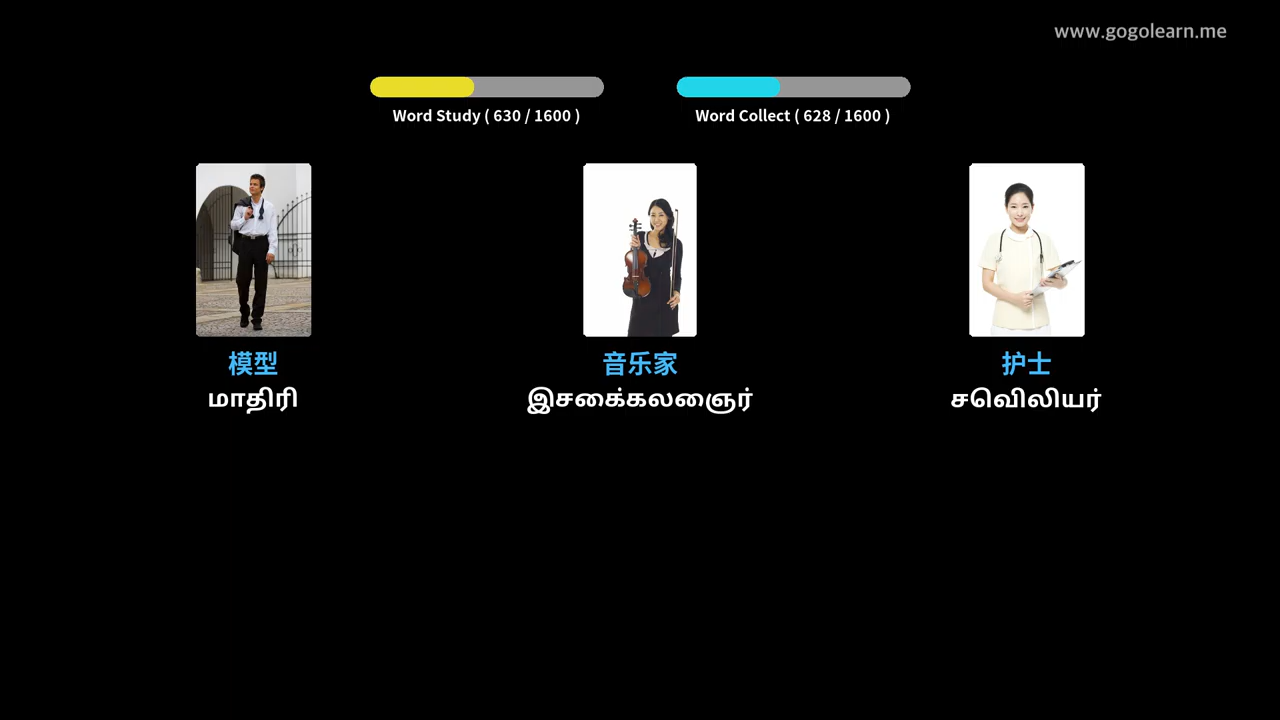 www.gogolearn.me
Word Study ( 630 / 1600 )
Word Collect ( 628 / 1600 )
模型
音乐家
护士
மாதிரி
இசைக்கலைஞர்
செவிலியர்